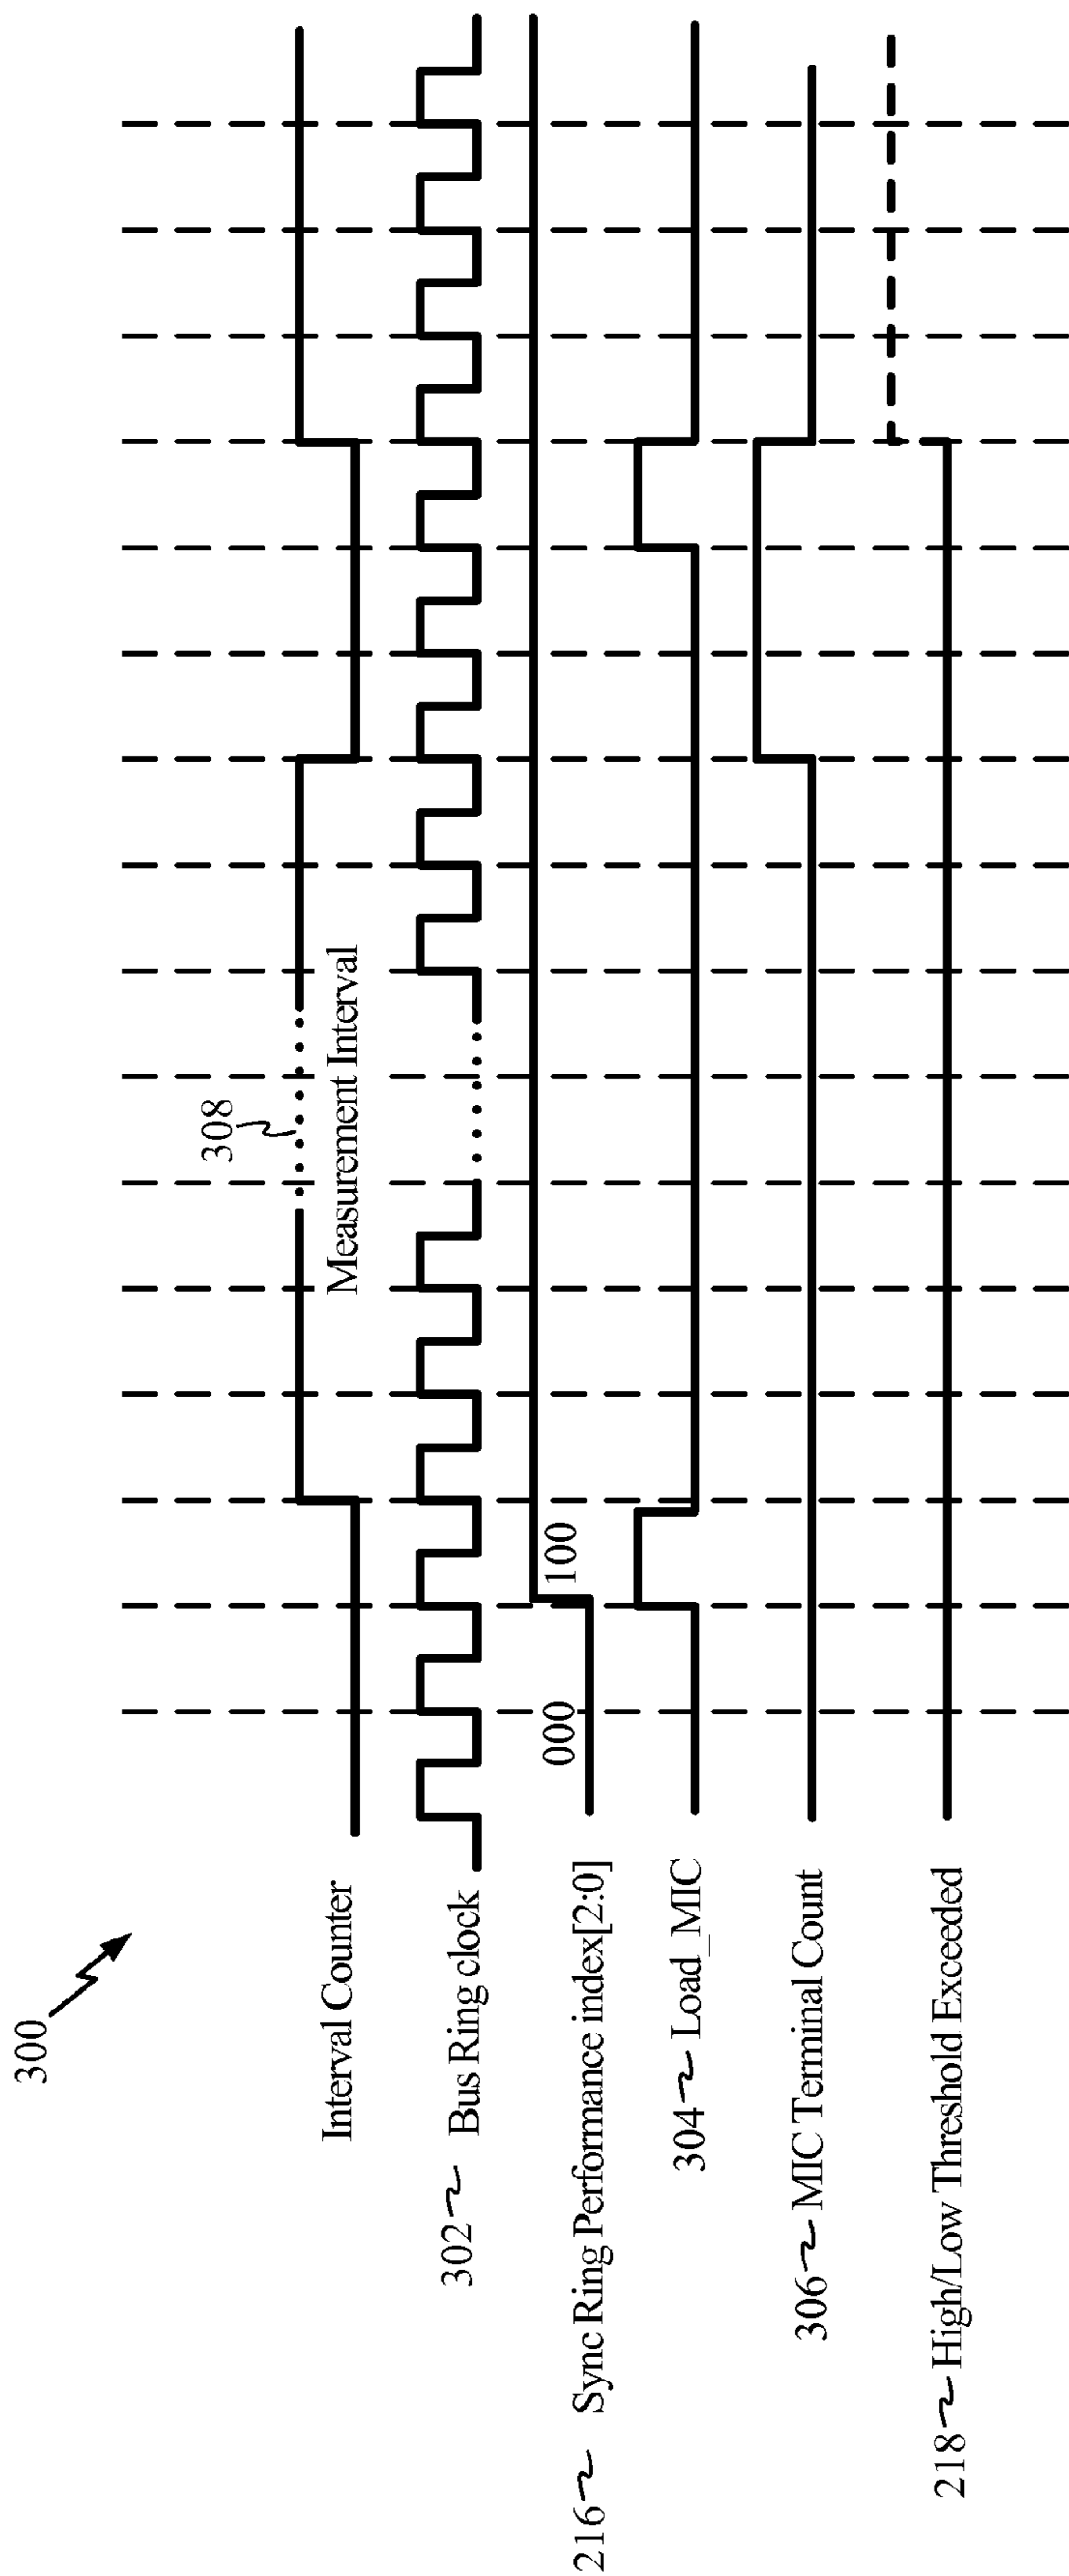 300
308
Interval Counter
Measurement Interval
302 Bus Ring clock
216 Sync Ring Performance index[2:0]
000
100
304 Load_MIC
306 MIC Terminal Count
218 High/Low Threshold Exceeded